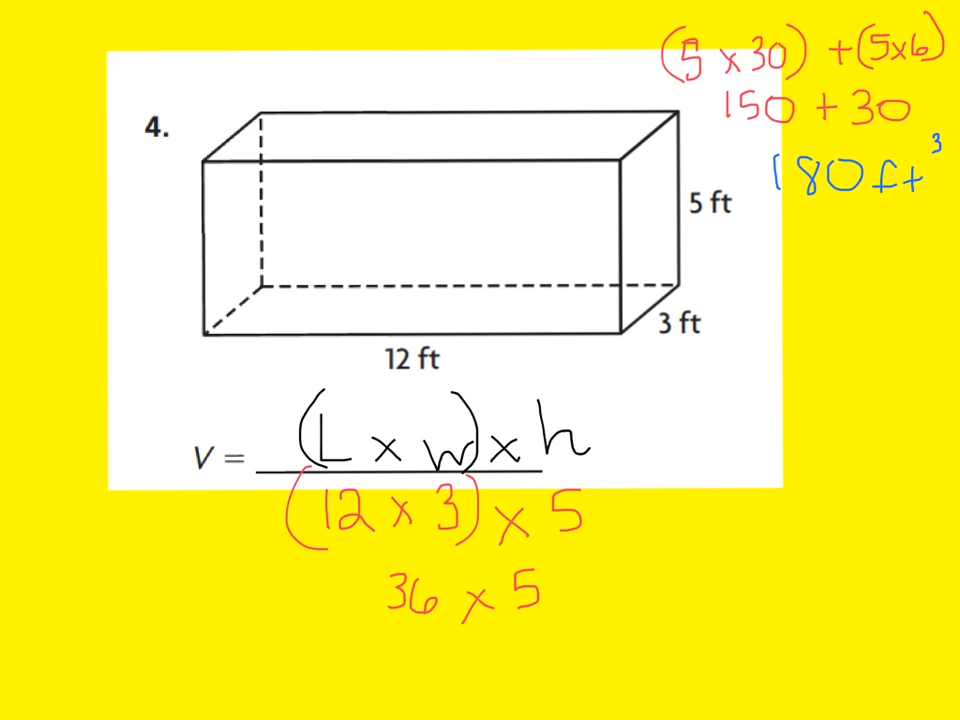 (5 x 30) + (5x6)
150 + 30
180 ft³
4.
5 ft
3 ft
12 ft
V = (L x w) x h
(12 x 3) x 5
36 x 5